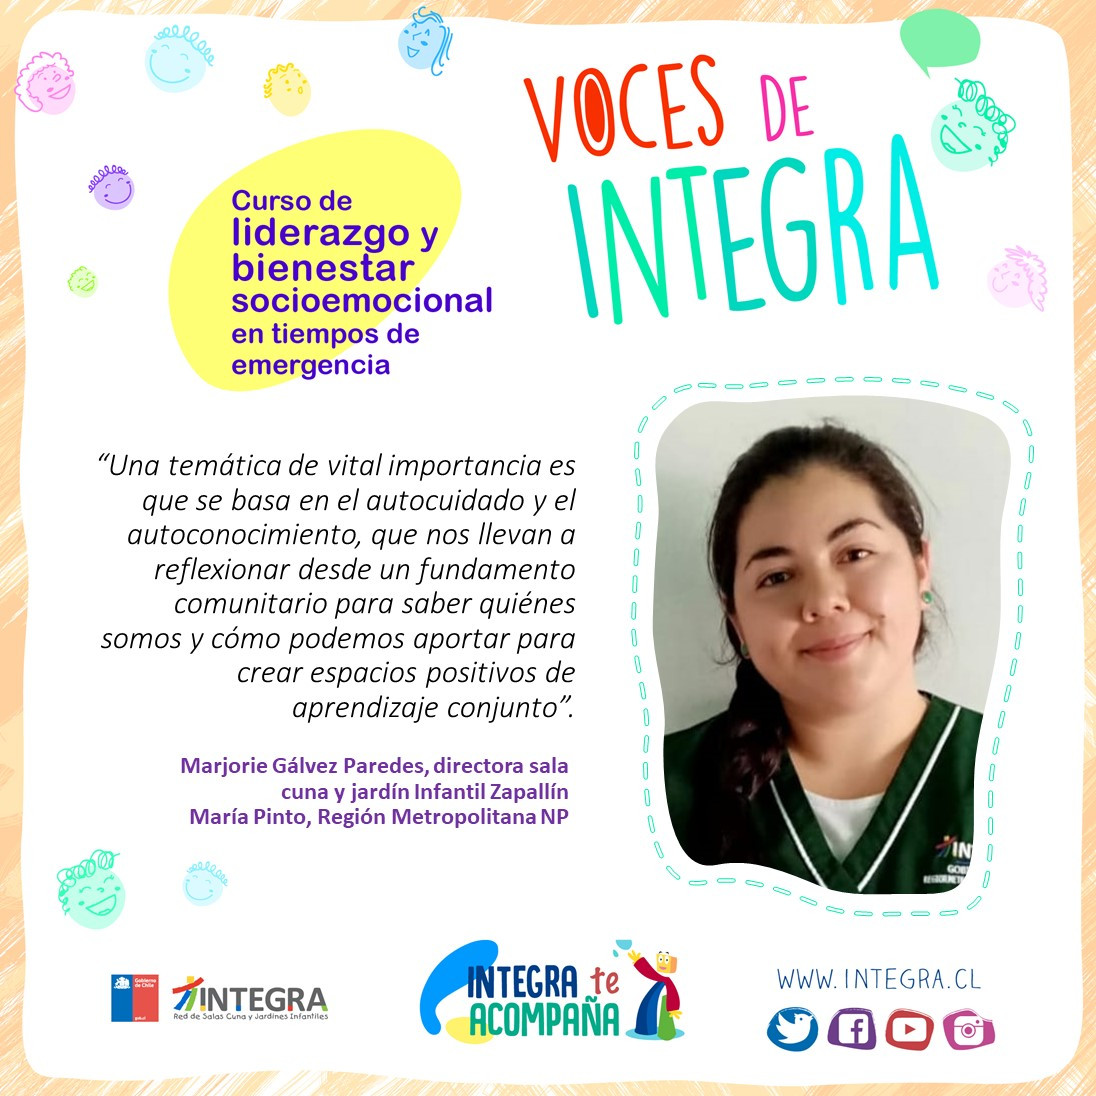 VOCES DE
INTEGRA
Curso de
liderazgo y
bienestar
socioemocional
en tiempos de
emergencia
“Una temática de vital importancia es
que se basa en el autocuidado y el
autoconocimiento, que nos llevan a
reflexionar desde un fundamento
comunitario para saber quiénes
somos y cómo podemos aportar para
crear espacios positivos de
aprendizaje conjunto”.
Marjorie Gálvez Paredes, directora sala
cuna y jardín Infantil Zapallín
María Pinto, Región Metropolitana NP
INT
GOB
Gobierno
de Chile
gob.cl
INTEGRA
Red de Salas Cuna y Jardines Infantiles
INTEGRA te
ACOMPAÑA
WWW.INTEGRA.CL